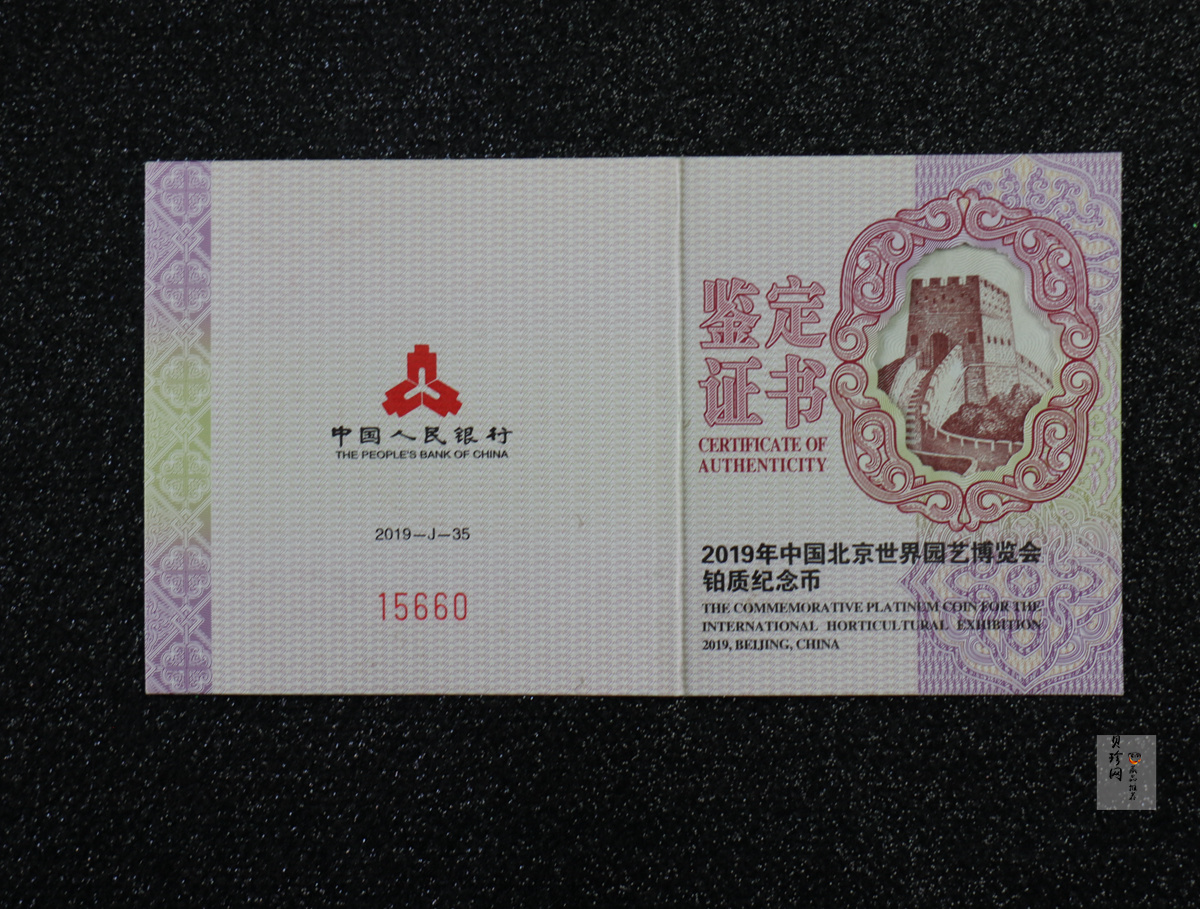 中国人民银行
THE PEOPLE'S BANK OF CHINA
2019—J—35
15660
鉴定
证书
CERTIFICATE OF
AUTHENTICITY
2019年中国北京世界园艺博览会
铂质纪念币
THE COMMEMORATIVE PLATINUM COIN FOR THE
INTERNATIONAL HORTICULTURAL EXHIBITION
2019, BEIJING, CHINA
贝珍网